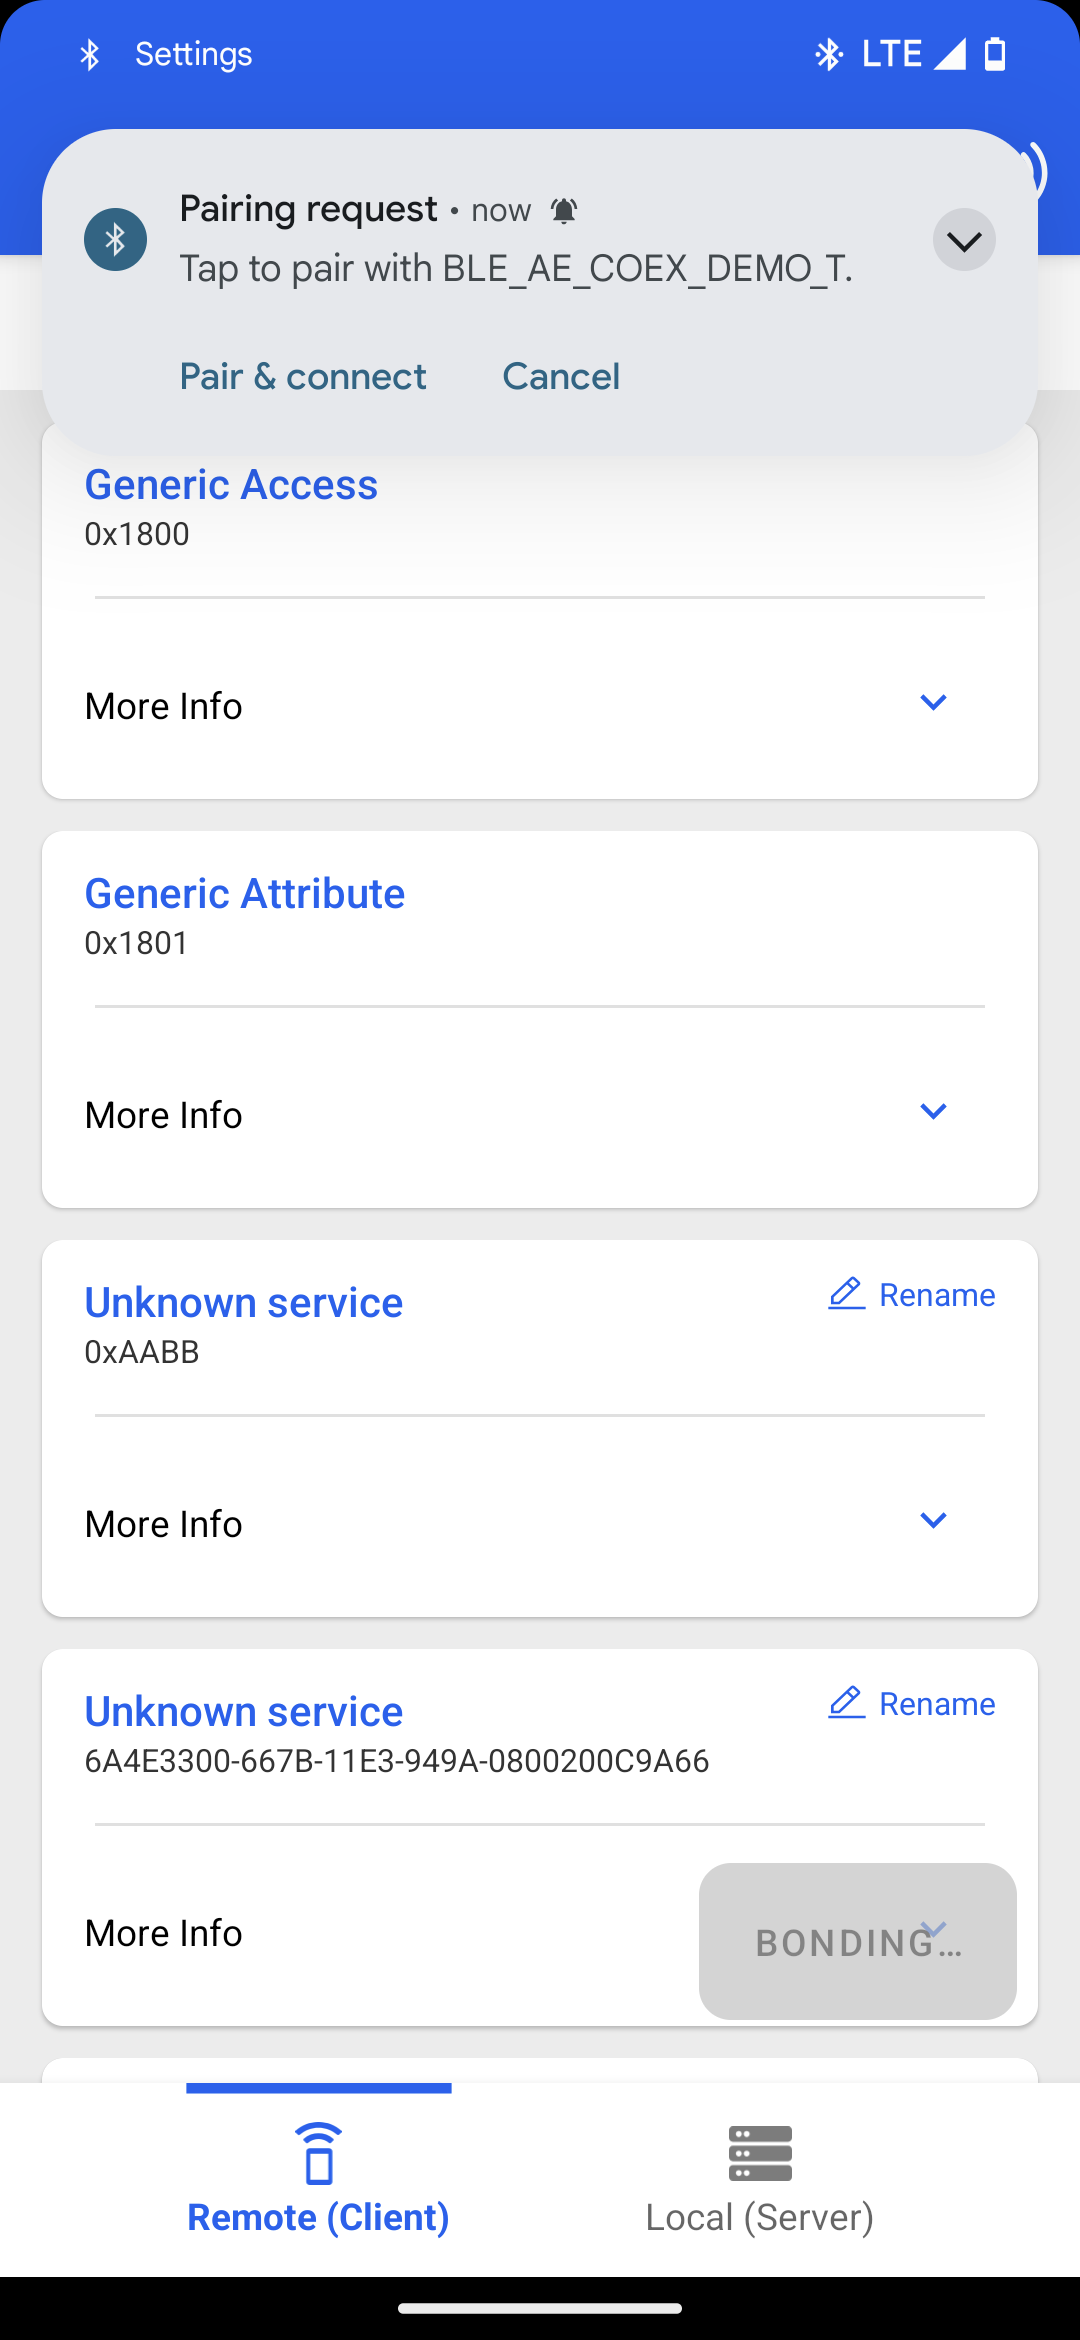 Settings
LTE
Pairing request • now
Tap to pair with BLE_AE_COEX_DEMO_T.
Pair & connect Cancel
Generic Access
0x1800
More Info
Generic Attribute
0x1801
More Info
Unknown service
Rename
0xAABB
More Info
Unknown service
Rename
6A4E3300-667B-11E3-949A-0800200C9A66
More Info
BONDING...
Remote (Client)
Local (Server)